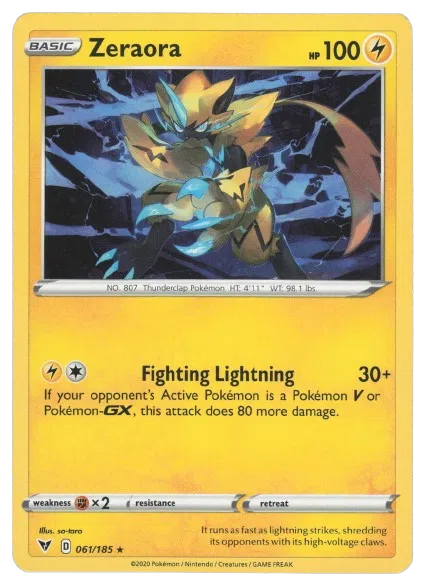 BASIC Zeraora HP 100
NO. 807 Thunderclap Pokémon HT: 4'11" WT: 98.1 lbs.
Fighting Lightning 30+
If your opponent's Active Pokémon is a Pokémon V or
Pokémon-GX, this attack does 80 more damage.
weakness ×2 resistance retreat
Illus. so-taro
It runs as fast as lightning strikes, shredding
its opponents with its high-voltage claws.
D 061/185 ★
©2020 Pokémon / Nintendo / Creatures / GAME FREAK